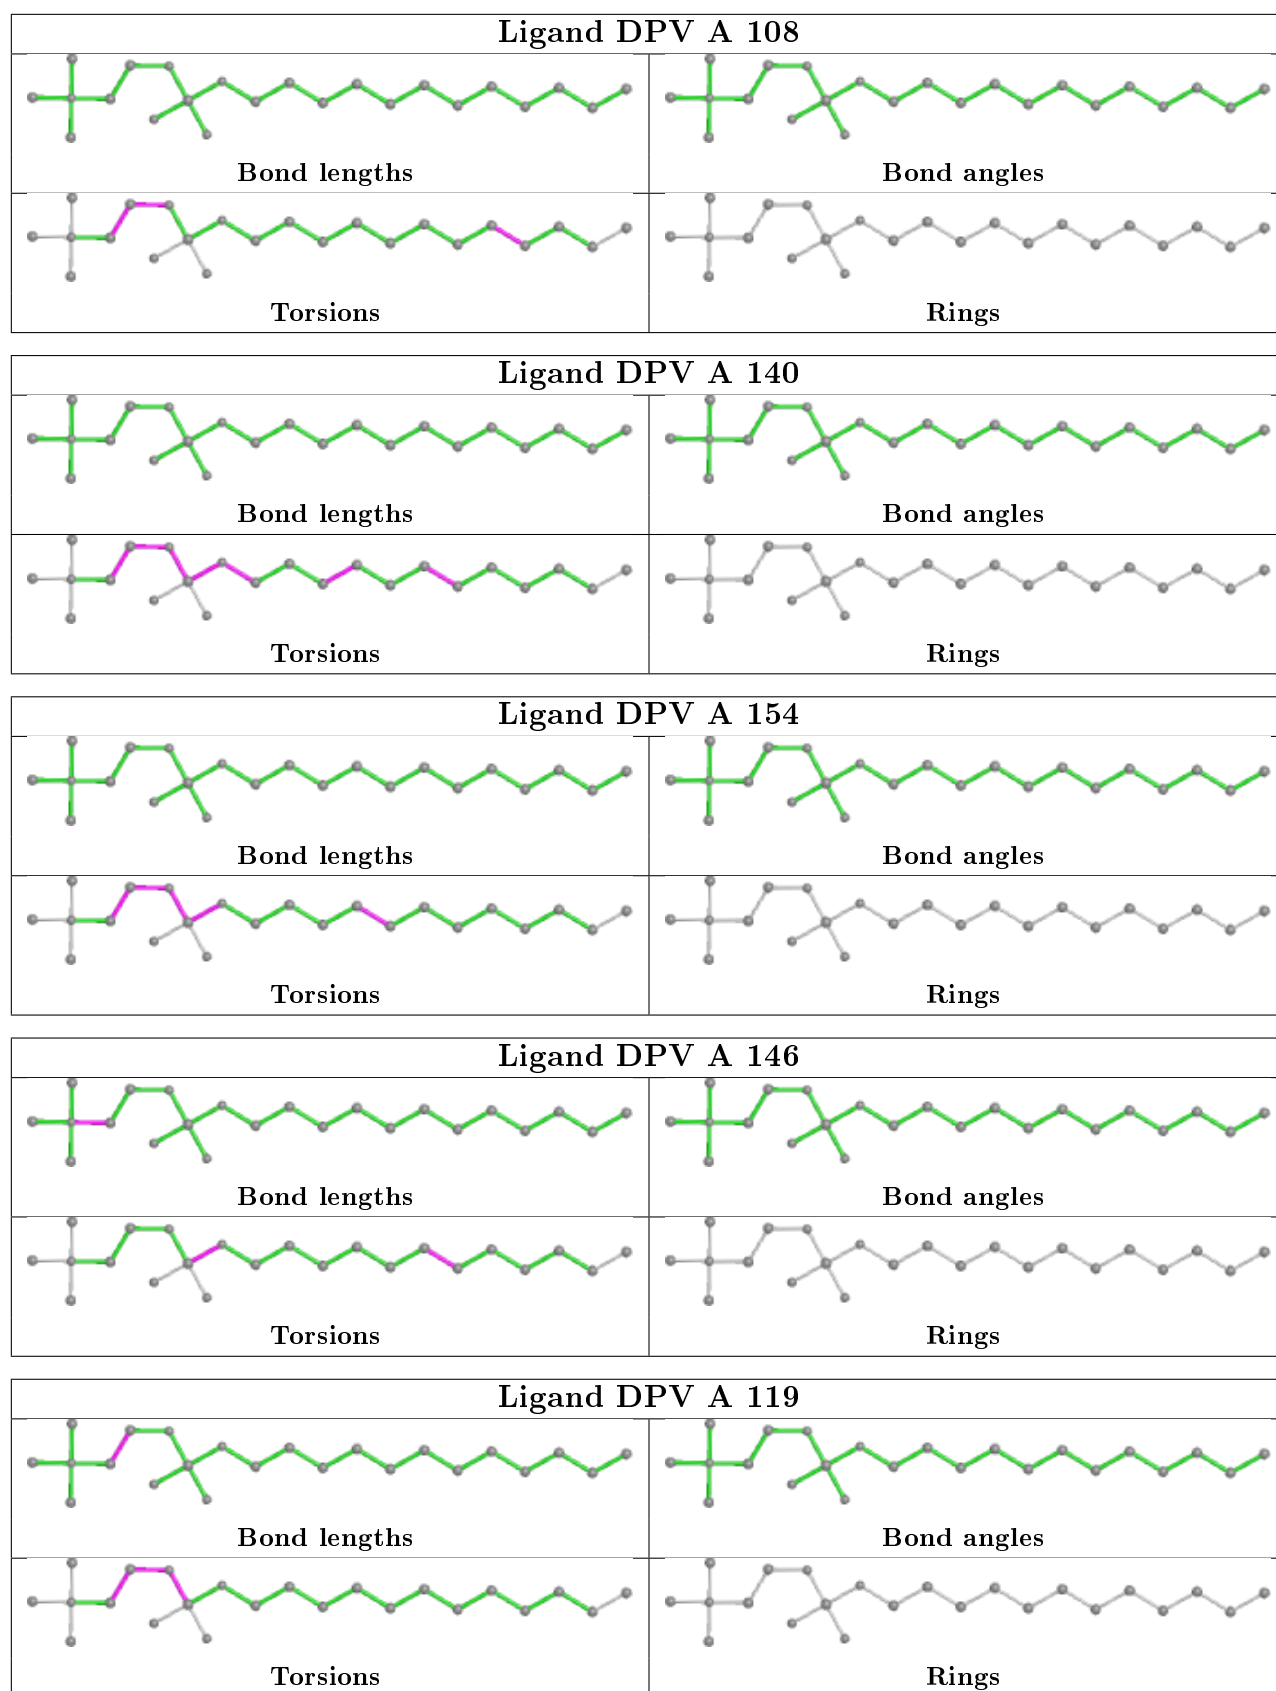 Ligand DPV A 108
Bond lengths
Bond angles
Torsions
Rings
Ligand DPV A 140
Bond lengths
Bond angles
Torsions
Rings
Ligand DPV A 154
Bond lengths
Bond angles
Torsions
Rings
Ligand DPV A 146
Bond lengths
Bond angles
Torsions
Rings
Ligand DPV A 119
Bond lengths
Bond angles
Torsions
Rings